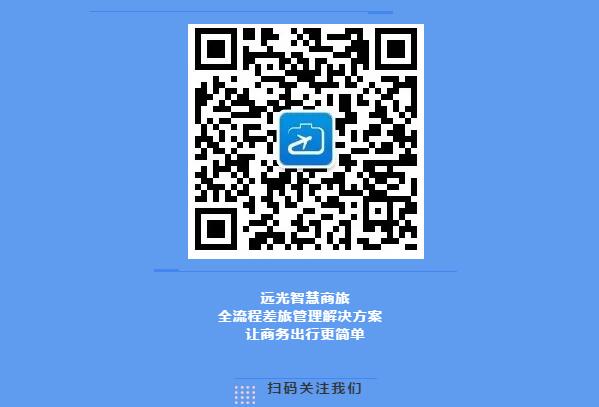 远光智慧商旅
全流程差旅管理解决方案
让商务出行更简单
扫码关注我们